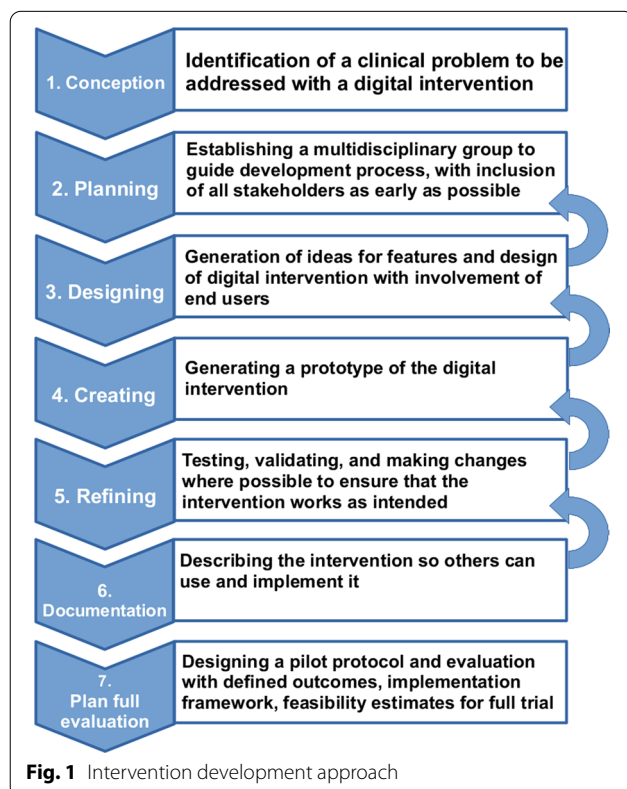 1. Conception
Identification of a clinical problem to be
addressed with a digital intervention
2. Planning
Establishing a multidisciplinary group to
guide development process, with inclusion
of all stakeholders as early as possible
3. Designing
Generation of ideas for features and design
of digital intervention with involvement of
end users
4. Creating
Generating a prototype of the digital
intervention
5. Refining
Testing, validating, and making changes
where possible to ensure that the
intervention works as intended
6.
Documentation
Describing the intervention so others can
use and implement it
7.
Plan full
evaluation
Designing a pilot protocol and evaluation
with defined outcomes, implementation
framework, feasibility estimates for full trial
Fig. 1 Intervention development approach